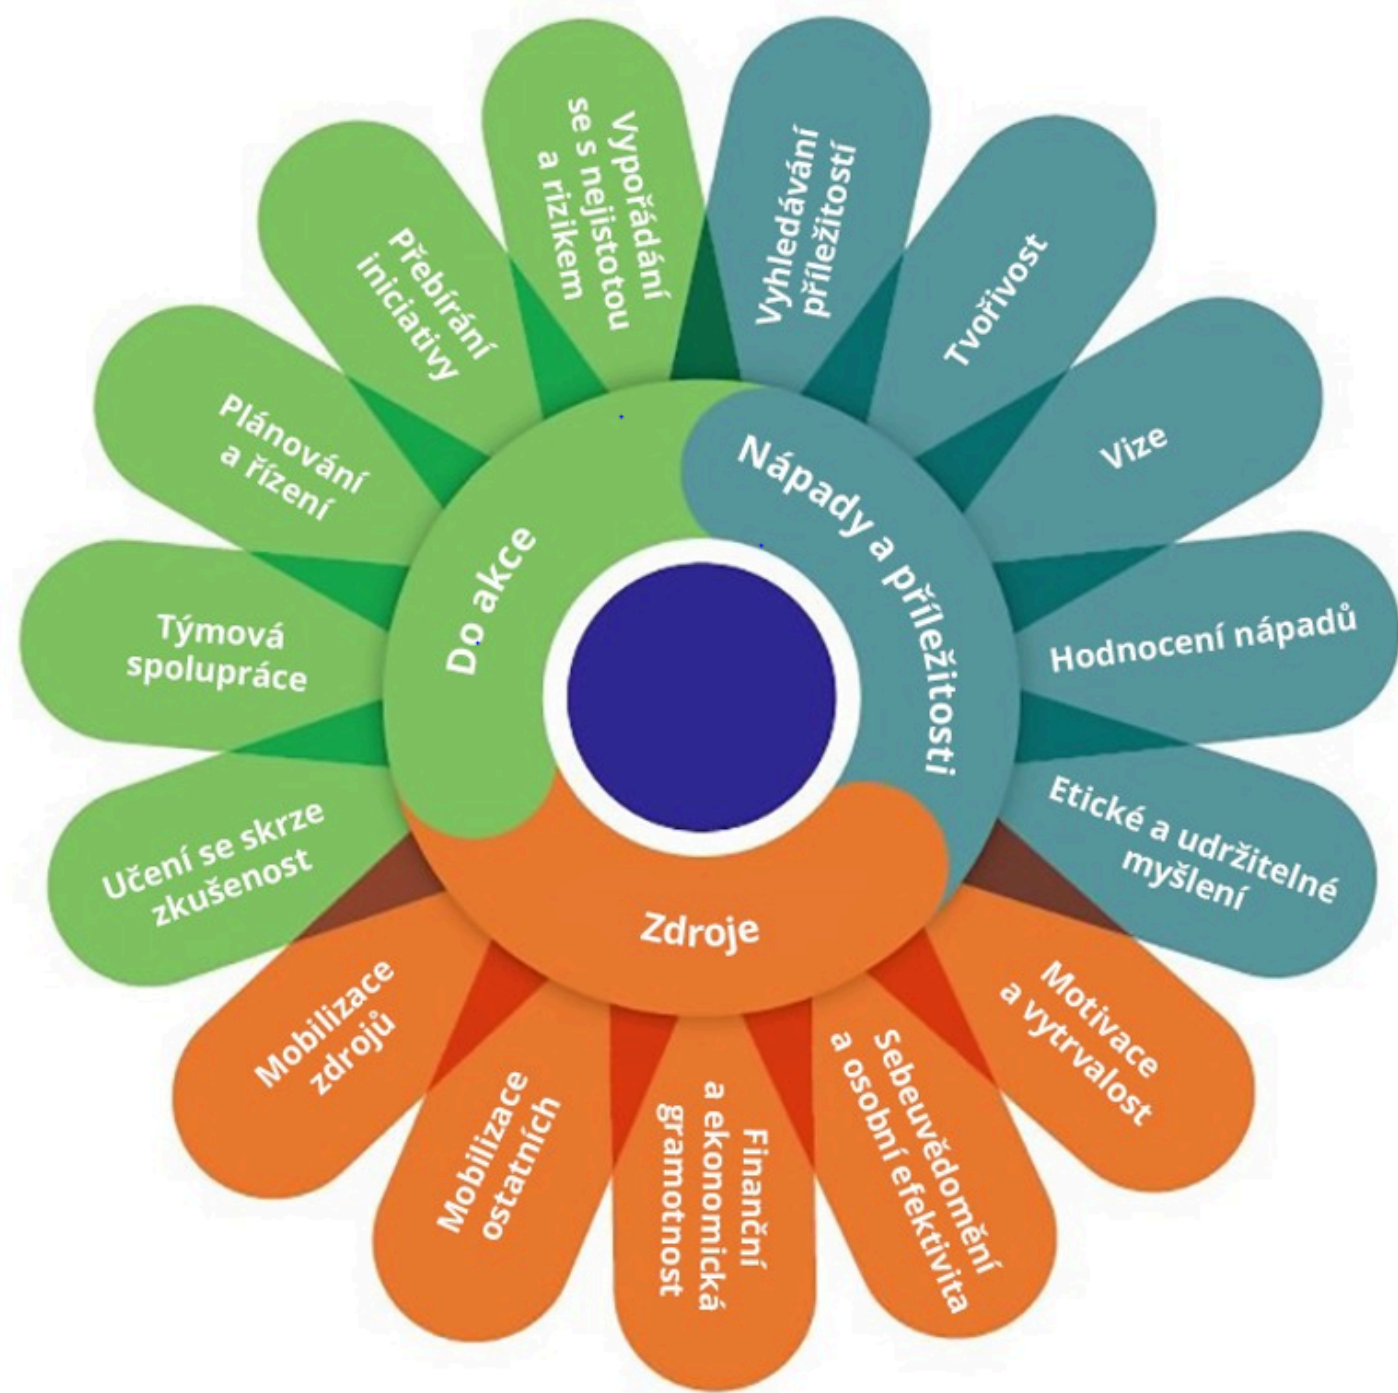 Nápady a příležitosti
Vyhledávání
příležitostí
Tvořivost
Vize
Hodnocení nápadů
Etické a udržitelné
myšlení
Zdroje
Motivace
a vytrvalost
Sebeuvědomění
a osobní efektivita
Finanční
a ekonomická
gramotnost
Mobilizace
ostatních
Mobilizace
zdrojů
Do akce
Učení se skrze
zkušenost
Týmová
spolupráce
Plánování
a řízení
Přebírání
iniciativy
Vypořádání
se s nejistotou
a rizikem